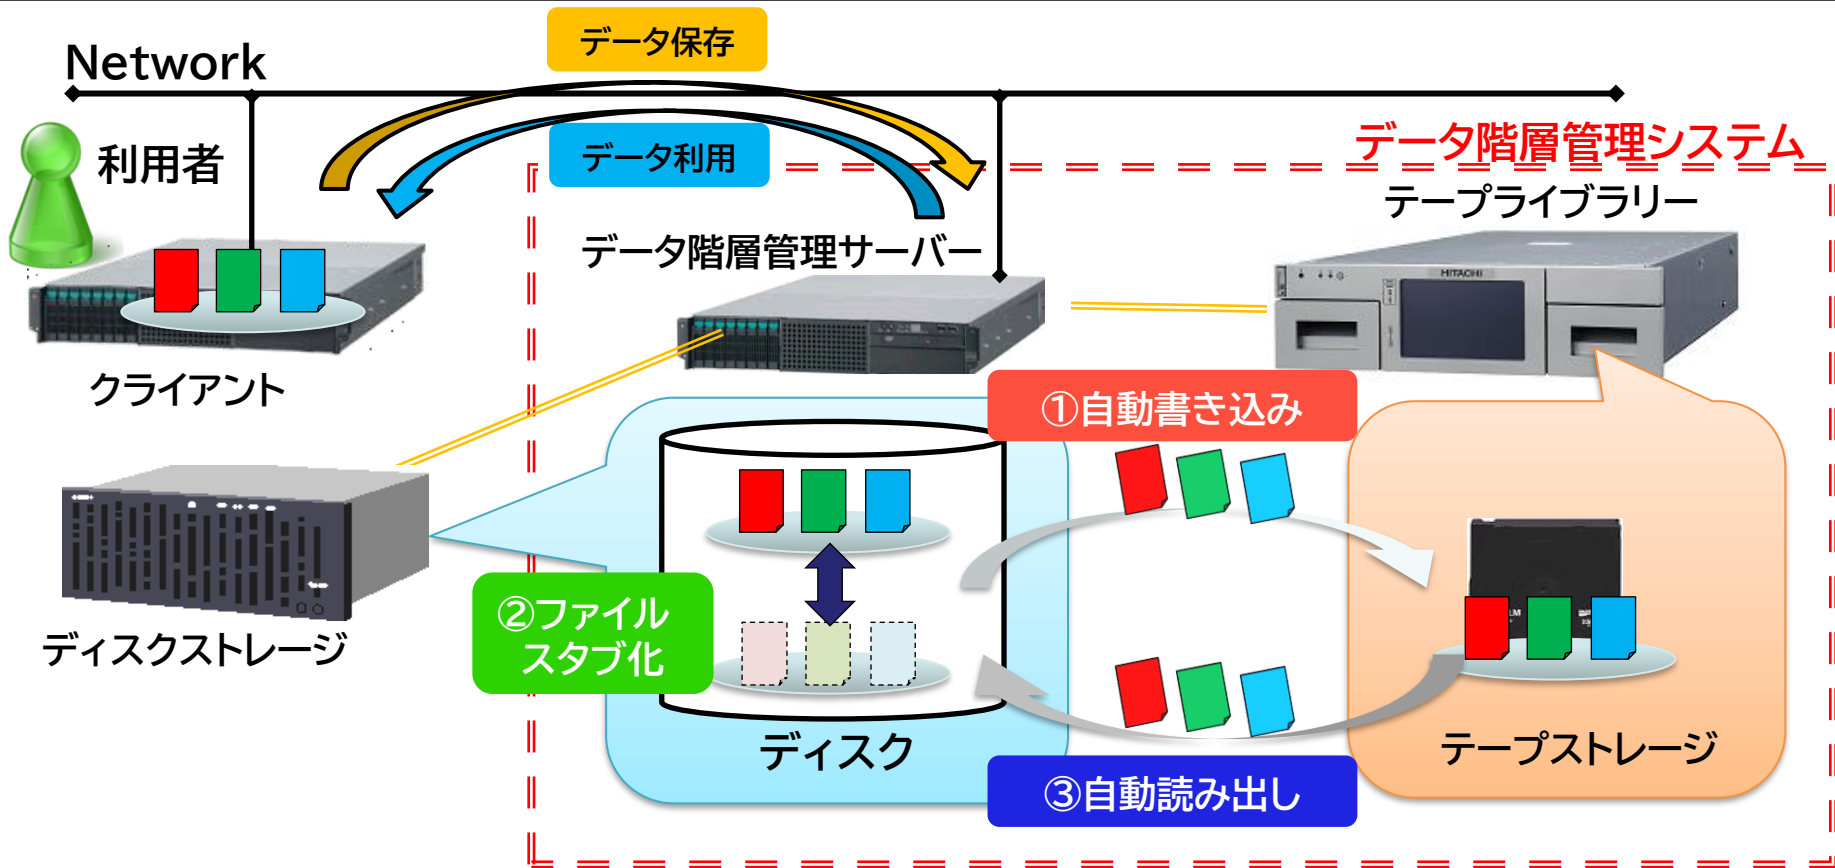 データ保存
Network
データ利用
データ階層管理システム
利用者
テープライブラリー
データ階層管理サーバー
HITACHI
クライアント
①自動書き込み
②ファイル
スタブ化
ディスクストレージ
ディスク
テープストレージ
③自動読み出し